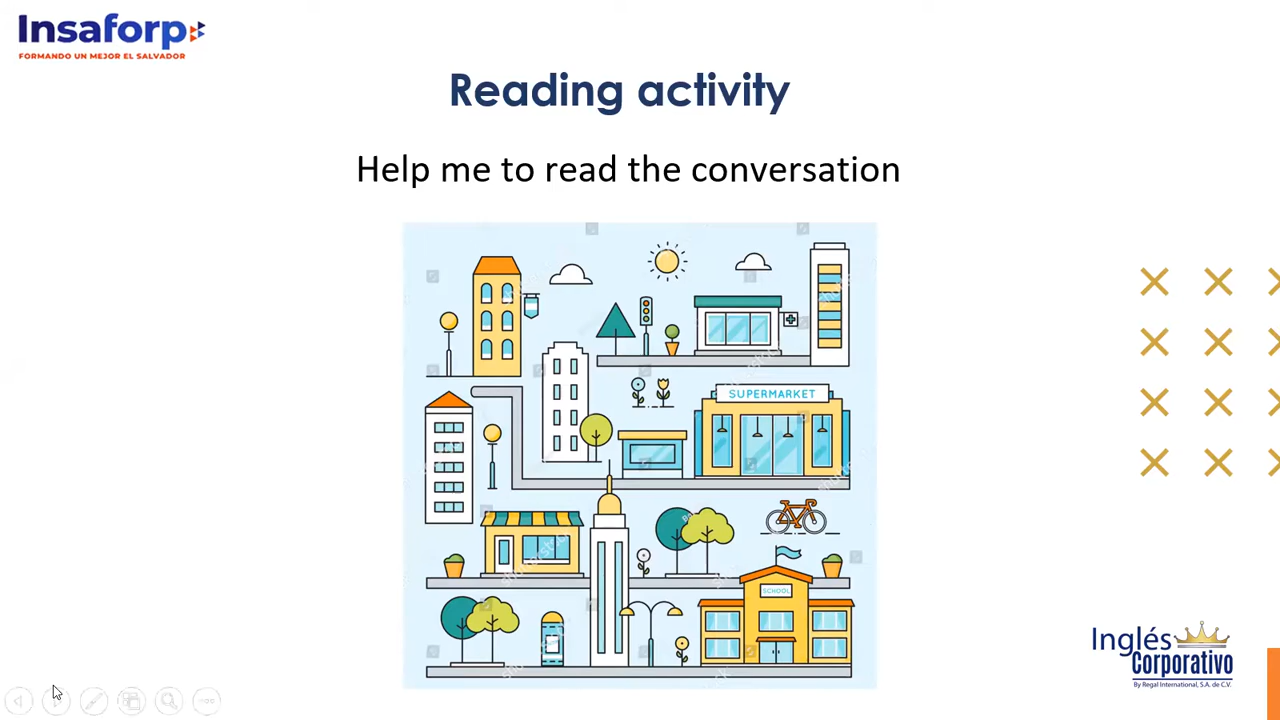 Insaforp
FORMANDO UN MEJOR EL SALVADOR
Reading activity
Help me to read the conversation
SUPERMARKET
SCHOOL
Inglés
Corporativo
By Regal International, S.A. de C.V.